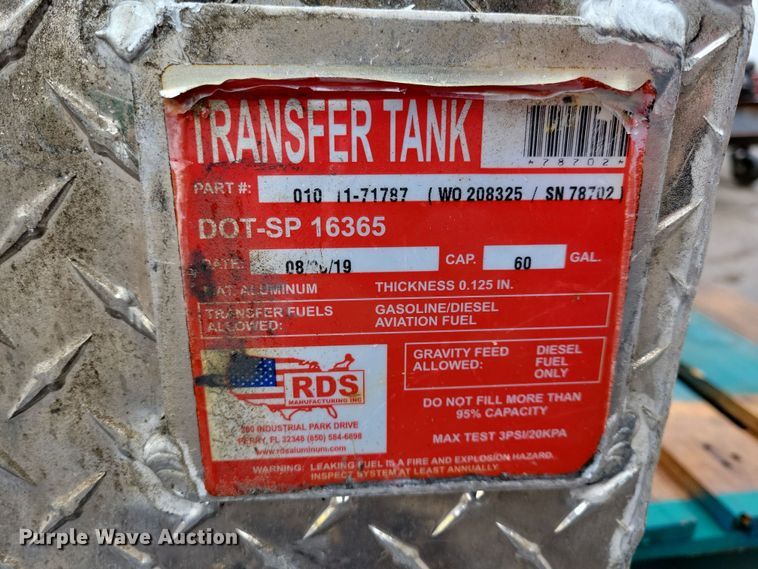 TRANSFER TANK
*78702*
PART #: 010 11-71787 ( WO 208325 / SN 78702 )
DOT-SP 16365
DATE: 19 CAP. 60 GAL.
MAT. ALUMINUM THICKNESS 0.125 IN.
TRANSFER FUELS ALLOWED: GASOLINE/DIESEL AVIATION FUEL
GRAVITY FEED ALLOWED: DIESEL FUEL ONLY
RDS
MANUFACTURING INC
INDUSTRIAL PARK DRIVE
PERRY, FL 32348 (850) 584-6898
www.rdsaluminum.com
DO NOT FILL MORE THAN
95% CAPACITY
MAX TEST 3PSI/20KPA
WARNING: LEAKING FUEL IS A FIRE AND EXPLOSION HAZARD.
INSPECT SYSTEM AT LEAST ANNUALLY.
Purple Wave Auction